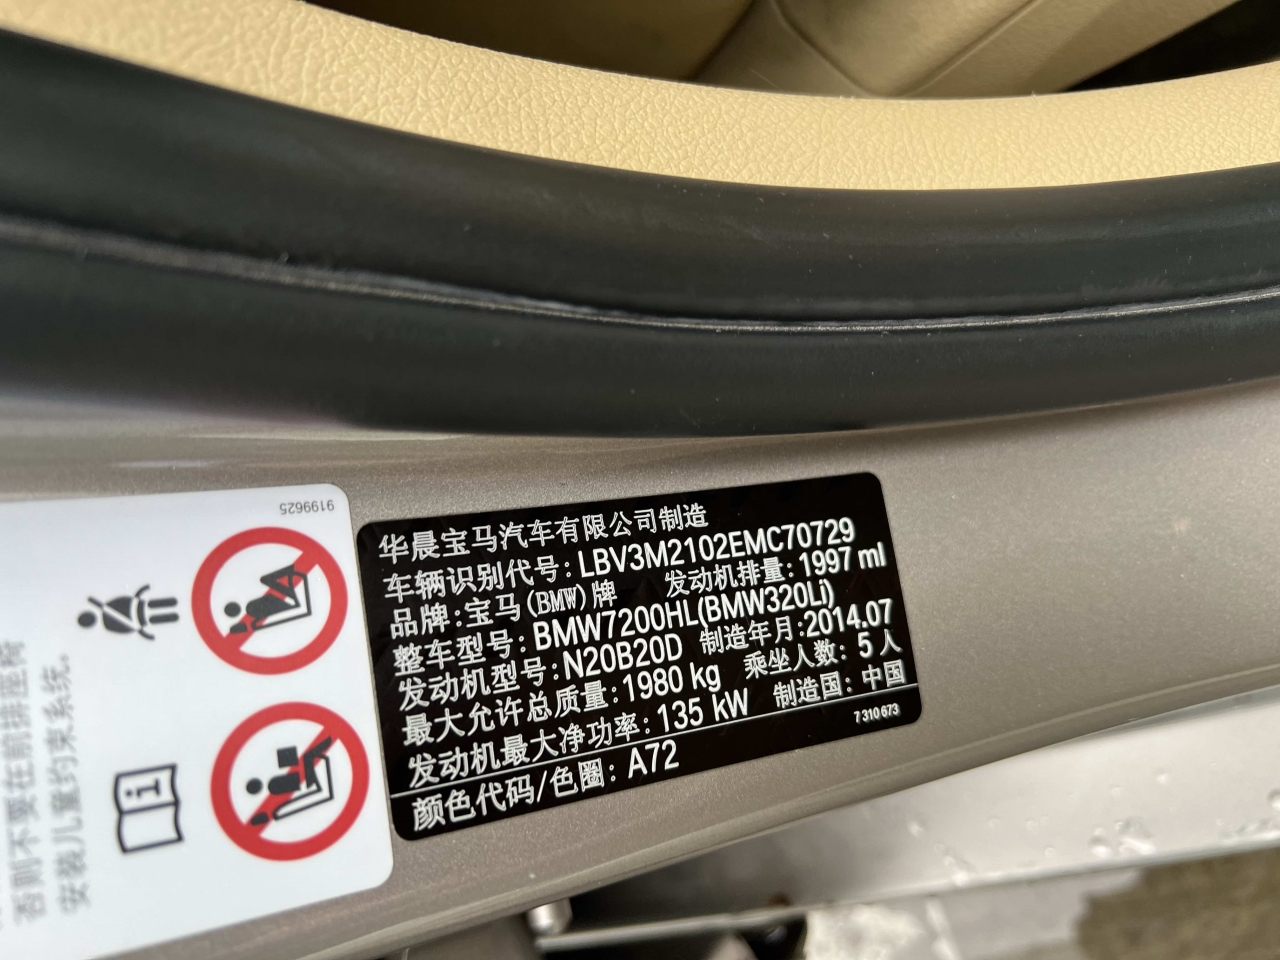 9199625
否则不要在前排座椅
安装儿童约束系统。
华晨宝马汽车有限公司制造
车辆识别代号: LBV3M2102EMC70729
品牌: 宝马(BMW)牌 发动机排量: 1997 ml
整车型号: BMW7200HL(BMW320Li)
发动机型号: N20B20D 制造年月: 2014.07
最大允许总质量: 1980 kg 乘坐人数: 5 人
发动机最大净功率: 135 kW 制造国: 中国
颜色代码/色圈: A72 7 310 673